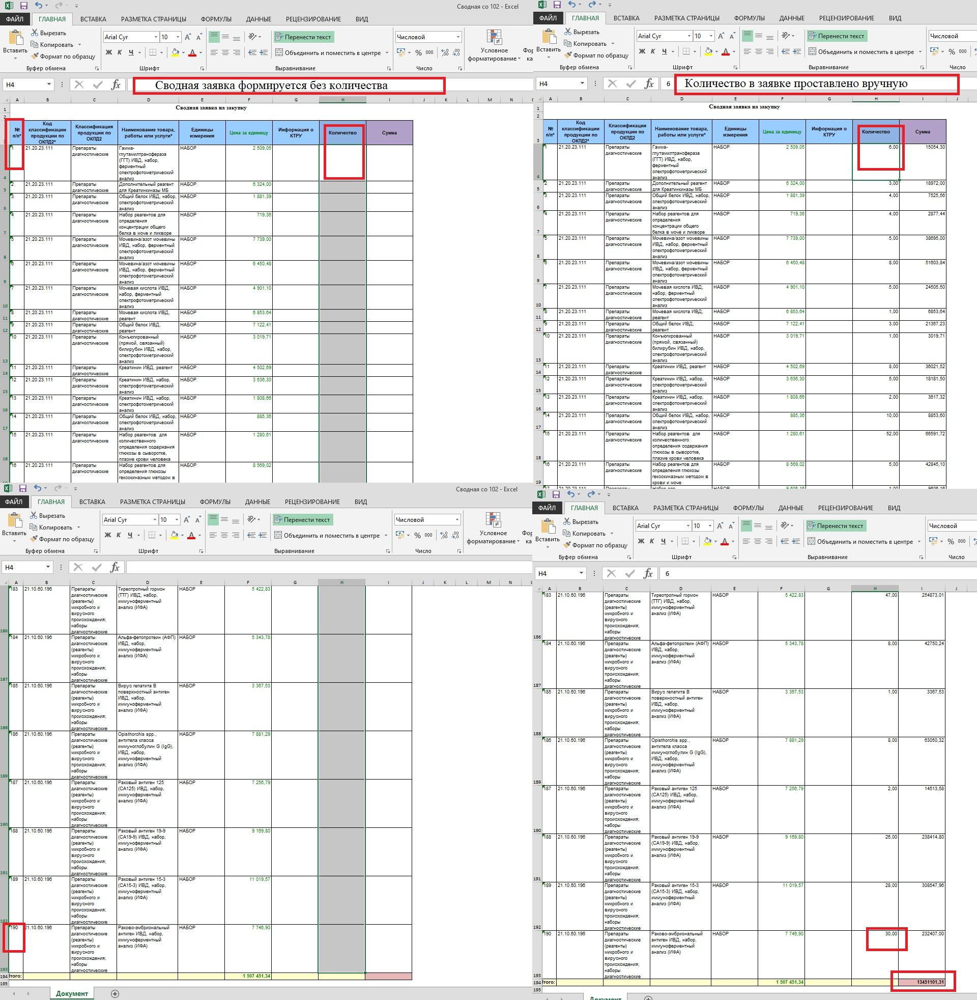 Сводная со 102 - Excel
ФАЙЛ ГЛАВНАЯ ВСТАВКА РАЗМЕТКА СТРАНИЦЫ ФОРМУЛЫ ДАННЫЕ РЕЦЕНЗИРОВАНИЕ ВИД
Вставить
Вырезать
Копировать
Формат по образцу
Буфер обмена
Arial Cyr 10
Ж К Ч
Шрифт
Перенести текст
Объединить и поместить в центре
Выравнивание
Числовой
% 000
Число
Условное
форматирование
H4
Сводная заявка формируется без количества
A B C D E F G H I J K L M N
Сводная заявка на закупку
№ п/п* Код классификации продукции по ОКПД2* Классификация продукции по ОКПД2 Наименование товара, работы или услуги* Единицы измерения Цена за единицу Информация о КТРУ Количество Сумма
1 21.20.23.111 Препараты диагностические Гамма-глутамилтрансфераза (ГГТ) ИВД, набор, ферментный спектрофотометрический анализ НАБОР 2 509,05
2 21.20.23.111 Препараты диагностические Дополнительный реагент для Креатинкиназы МБ НАБОР 6 324,00
3 21.20.23.111 Препараты диагностические Общий белок ИВД, набор, спектрофотометрический анализ НАБОР 1 881,39
4 21.20.23.111 Препараты диагностические Набор реагентов для определения концентрации общего белка в моче и ликворе НАБОР 719,36
5 21.20.23.111 Препараты диагностические Мочевина/азот мочевины ИВД, набор, ферментный спектрофотометрический анализ НАБОР 7 739,00
6 21.20.23.111 Препараты диагностические Мочевина/азот мочевины ИВД, набор, ферментный спектрофотометрический анализ НАБОР 6 450,48
7 21.20.23.111 Препараты диагностические Мочевая кислота ИВД, набор, ферментный спектрофотометрический анализ НАБОР 4 901,10
8 21.20.23.111 Препараты диагностические Мочевая кислота ИВД, реагент НАБОР 6 853,64
9 21.20.23.111 Препараты диагностические Общий белок ИВД, реагент НАБОР 7 122,41
10 21.20.23.111 Препараты диагностические Конъюгированный (прямой, связанный) билирубин ИВД, набор, спектрофотометрический анализ НАБОР 3 019,71
11 21.20.23.111 Препараты диагностические Креатинин ИВД, реагент НАБОР 4 502,69
12 21.20.23.111 Препараты диагностические Креатинин ИВД, набор, спектрофотометрический анализ НАБОР 3 636,30
13 21.20.23.111 Препараты диагностические Креатинин ИВД, набор, спектрофотометрический анализ НАБОР 1 808,66
14 21.20.23.111 Препараты диагностические Общий белок ИВД, набор, спектрофотометрический анализ НАБОР 885,36
15 21.20.23.111 Препараты диагностические Набор реагентов для количественного определения содержания глюкозы в сыворотке, плазме крови человека НАБОР 1 280,61
16 21.20.23.111 Препараты диагностические Набор реагентов для определения глюкозы гексокиназным методом в НАБОР 8 569,02
ФАЙЛ ГЛАВНАЯ ВСТАВКА РАЗМЕТКА СТРАНИЦЫ ФОРМУЛЫ ДАННЫЕ РЕЦЕНЗИРОВАНИЕ ВИД
Вставить
Вырезать
Копировать
Формат по образцу
Буфер обмена
Arial Cyr 10
Ж К Ч
Шрифт
Перенести текст
Объединить и поместить в центре
Выравнивание
Числовой
% 000
Число
H4 6
Количество в заявке проставлено вручную
A B C D E F G H I J
Сводная заявка на закупку
№ п/п* Код классификации продукции по ОКПД2* Классификация продукции по ОКПД2 Наименование товара, работы или услуги* Единицы измерения Цена за единицу Информация о КТРУ Количество Сумма
1 21.20.23.111 Препараты диагностические Гамма-глутамилтрансфераза (ГГТ) ИВД, набор, ферментный спектрофотометрический анализ НАБОР 2 509,05 6,00 15054,30
2 21.20.23.111 Препараты диагностические Дополнительный реагент для Креатинкиназы МБ НАБОР 6 324,00 3,00 18972,00
3 21.20.23.111 Препараты диагностические Общий белок ИВД, набор, спектрофотометрический анализ НАБОР 1 881,39 4,00 7525,56
4 21.20.23.111 Препараты диагностические Набор реагентов для определения концентрации общего белка в моче и ликворе НАБОР 719,36 4,00 2877,44
5 21.20.23.111 Препараты диагностические Мочевина/азот мочевины ИВД, набор, ферментный спектрофотометрический анализ НАБОР 7 739,00 5,00 38695,00
6 21.20.23.111 Препараты диагностические Мочевина/азот мочевины ИВД, набор, ферментный спектрофотометрический анализ НАБОР 6 450,48 8,00 51603,84
7 21.20.23.111 Препараты диагностические Мочевая кислота ИВД, набор, ферментный спектрофотометрический анализ НАБОР 4 901,10 5,00 24505,50
8 21.20.23.111 Препараты диагностические Мочевая кислота ИВД, реагент НАБОР 6 853,64 1,00 6853,64
9 21.20.23.111 Препараты диагностические Общий белок ИВД, реагент НАБОР 7 122,41 3,00 21367,23
10 21.20.23.111 Препараты диагностические Конъюгированный (прямой, связанный) билирубин ИВД, набор, спектрофотометрический анализ НАБОР 3 019,71 1,00 3019,71
11 21.20.23.111 Препараты диагностические Креатинин ИВД, реагент НАБОР 4 502,69 8,00 36021,52
12 21.20.23.111 Препараты диагностические Креатинин ИВД, набор, спектрофотометрический анализ НАБОР 3 636,30 5,00 18181,50
13 21.20.23.111 Препараты диагностические Креатинин ИВД, набор, спектрофотометрический анализ НАБОР 1 808,66 2,00 3617,32
14 21.20.23.111 Препараты диагностические Общий белок ИВД, набор, спектрофотометрический анализ НАБОР 885,36 10,00 8853,60
15 21.20.23.111 Препараты диагностические Набор реагентов для количественного определения содержания глюкозы в сыворотке, плазме крови человека НАБОР 1 280,61 52,00 66591,72
16 21.20.23.111 Препараты диагностические Набор реагентов для определения глюкозы гексокиназным методом в крови и моче НАБОР 8 569,02 5,00 42845,10
Сводная со 102 - Excel
ФАЙЛ ГЛАВНАЯ ВСТАВКА РАЗМЕТКА СТРАНИЦЫ ФОРМУЛЫ ДАННЫЕ РЕЦЕНЗИРОВАНИЕ ВИД
Вставить
Вырезать
Копировать
Формат по образцу
Буфер обмена
Arial Cyr 10
Ж К Ч
Шрифт
Перенести текст
Объединить и поместить в центре
Выравнивание
Числовой
% 000
Число
Условное
форматирование
H4
A B C D E F G H I J K L M N
183 21.10.60.196 Препараты диагностические (реагенты) микробного и вирусного происхождения; наборы диагностические Тиреотропный гормон (ТТГ) ИВД, набор, иммуноферментный анализ (ИФА) НАБОР 5 422,83
184 21.10.60.196 Препараты диагностические (реагенты) микробного и вирусного происхождения; наборы диагностические Альфа-фетопротеин (АФП) ИВД, набор, иммуноферментный анализ (ИФА) НАБОР 5 343,78
185 21.10.60.196 Препараты диагностические (реагенты) микробного и вирусного происхождения; наборы диагностические Вирус гепатита В поверхностный антиген ИВД, набор, иммуноферментный анализ (ИФА) НАБОР 3 367,53
186 21.10.60.196 Препараты диагностические (реагенты) микробного и вирусного происхождения; наборы диагностические Opisthorchis spp., антитела класса иммуноглобулин G (IgG), ИВД, набор, иммуноферментный анализ (ИФА) НАБОР 7 881,29
187 21.10.60.196 Препараты диагностические (реагенты) микробного и вирусного происхождения; наборы диагностические Раковый антиген 125 (СА125) ИВД, набор, иммуноферментный анализ (ИФА) НАБОР 7 256,79
188 21.10.60.196 Препараты диагностические (реагенты) микробного и вирусного происхождения; наборы диагностические Раковый антиген 19-9 (СА19-9) ИВД, набор, иммуноферментный анализ (ИФА) НАБОР 9 169,80
189 21.10.60.196 Препараты диагностические (реагенты) микробного и вирусного происхождения; наборы диагностические Раковый антиген 15-3 (СА15-3) ИВД, набор, иммуноферментный анализ (ИФА) НАБОР 11 019,57
190 21.10.60.196 Препараты диагностические (реагенты) микробного и вирусного происхождения; наборы диагностические Раково-эмбриональный антиген ИВД, набор, иммуноферментный анализ (ИФА) НАБОР 7 746,90
194 Итого: 1 507 451,34
195
Документ
ФАЙЛ ГЛАВНАЯ ВСТАВКА РАЗМЕТКА СТРАНИЦЫ ФОРМУЛЫ ДАННЫЕ РЕЦЕНЗИРОВАНИЕ ВИД
Вставить
Вырезать
Копировать
Формат по образцу
Буфер обмена
Arial Cyr 10
Ж К Ч
Шрифт
Перенести текст
Объединить и поместить в центре
Выравнивание
Числовой
% 000
Число
H4 6
A B C D E F G H I J
183 21.10.60.196 Препараты диагностические (реагенты) микробного и вирусного происхождения; наборы диагностические Тиреотропный гормон (ТТГ) ИВД, набор, иммуноферментный анализ (ИФА) НАБОР 5 422,83 47,00 254873,01
184 21.10.60.196 Препараты диагностические (реагенты) микробного и вирусного происхождения; наборы диагностические Альфа-фетопротеин (АФП) ИВД, набор, иммуноферментный анализ (ИФА) НАБОР 5 343,78 8,00 42750,24
185 21.10.60.196 Препараты диагностические (реагенты) микробного и вирусного происхождения; наборы диагностические Вирус гепатита В поверхностный антиген ИВД, набор, иммуноферментный анализ (ИФА) НАБОР 3 367,53 1,00 3367,53
186 21.10.60.196 Препараты диагностические (реагенты) микробного и вирусного происхождения; наборы диагностические Opisthorchis spp., антитела класса иммуноглобулин G (IgG), ИВД, набор, иммуноферментный анализ (ИФА) НАБОР 7 881,29 8,00 63050,32
187 21.10.60.196 Препараты диагностические (реагенты) микробного и вирусного происхождения; наборы диагностические Раковый антиген 125 (СА125) ИВД, набор, иммуноферментный анализ (ИФА) НАБОР 7 256,79 2,00 14513,58
188 21.10.60.196 Препараты диагностические (реагенты) микробного и вирусного происхождения; наборы диагностические Раковый антиген 19-9 (СА19-9) ИВД, набор, иммуноферментный анализ (ИФА) НАБОР 9 169,80 26,00 238414,80
189 21.10.60.196 Препараты диагностические (реагенты) микробного и вирусного происхождения; наборы диагностические Раковый антиген 15-3 (СА15-3) ИВД, набор, иммуноферментный анализ (ИФА) НАБОР 11 019,57 28,00 308547,96
190 21.10.60.196 Препараты диагностические (реагенты) микробного и вирусного происхождения; наборы диагностические Раково-эмбриональный антиген ИВД, набор, иммуноферментный анализ (ИФА) НАБОР 7 746,90 30,00 232407,00
194 Итого: 1 507 451,34 13451101,31
195
Документ